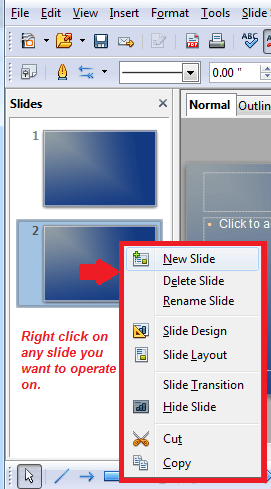 File Edit View Insert Format Tools Slide
0.00 "
Slides
Normal Outline
1
2
Click to a
Right click on
any slide you
want to operate
on.
New Slide
Delete Slide
Rename Slide
Slide Design
Slide Layout
Slide Transition
Hide Slide
Cut
Copy